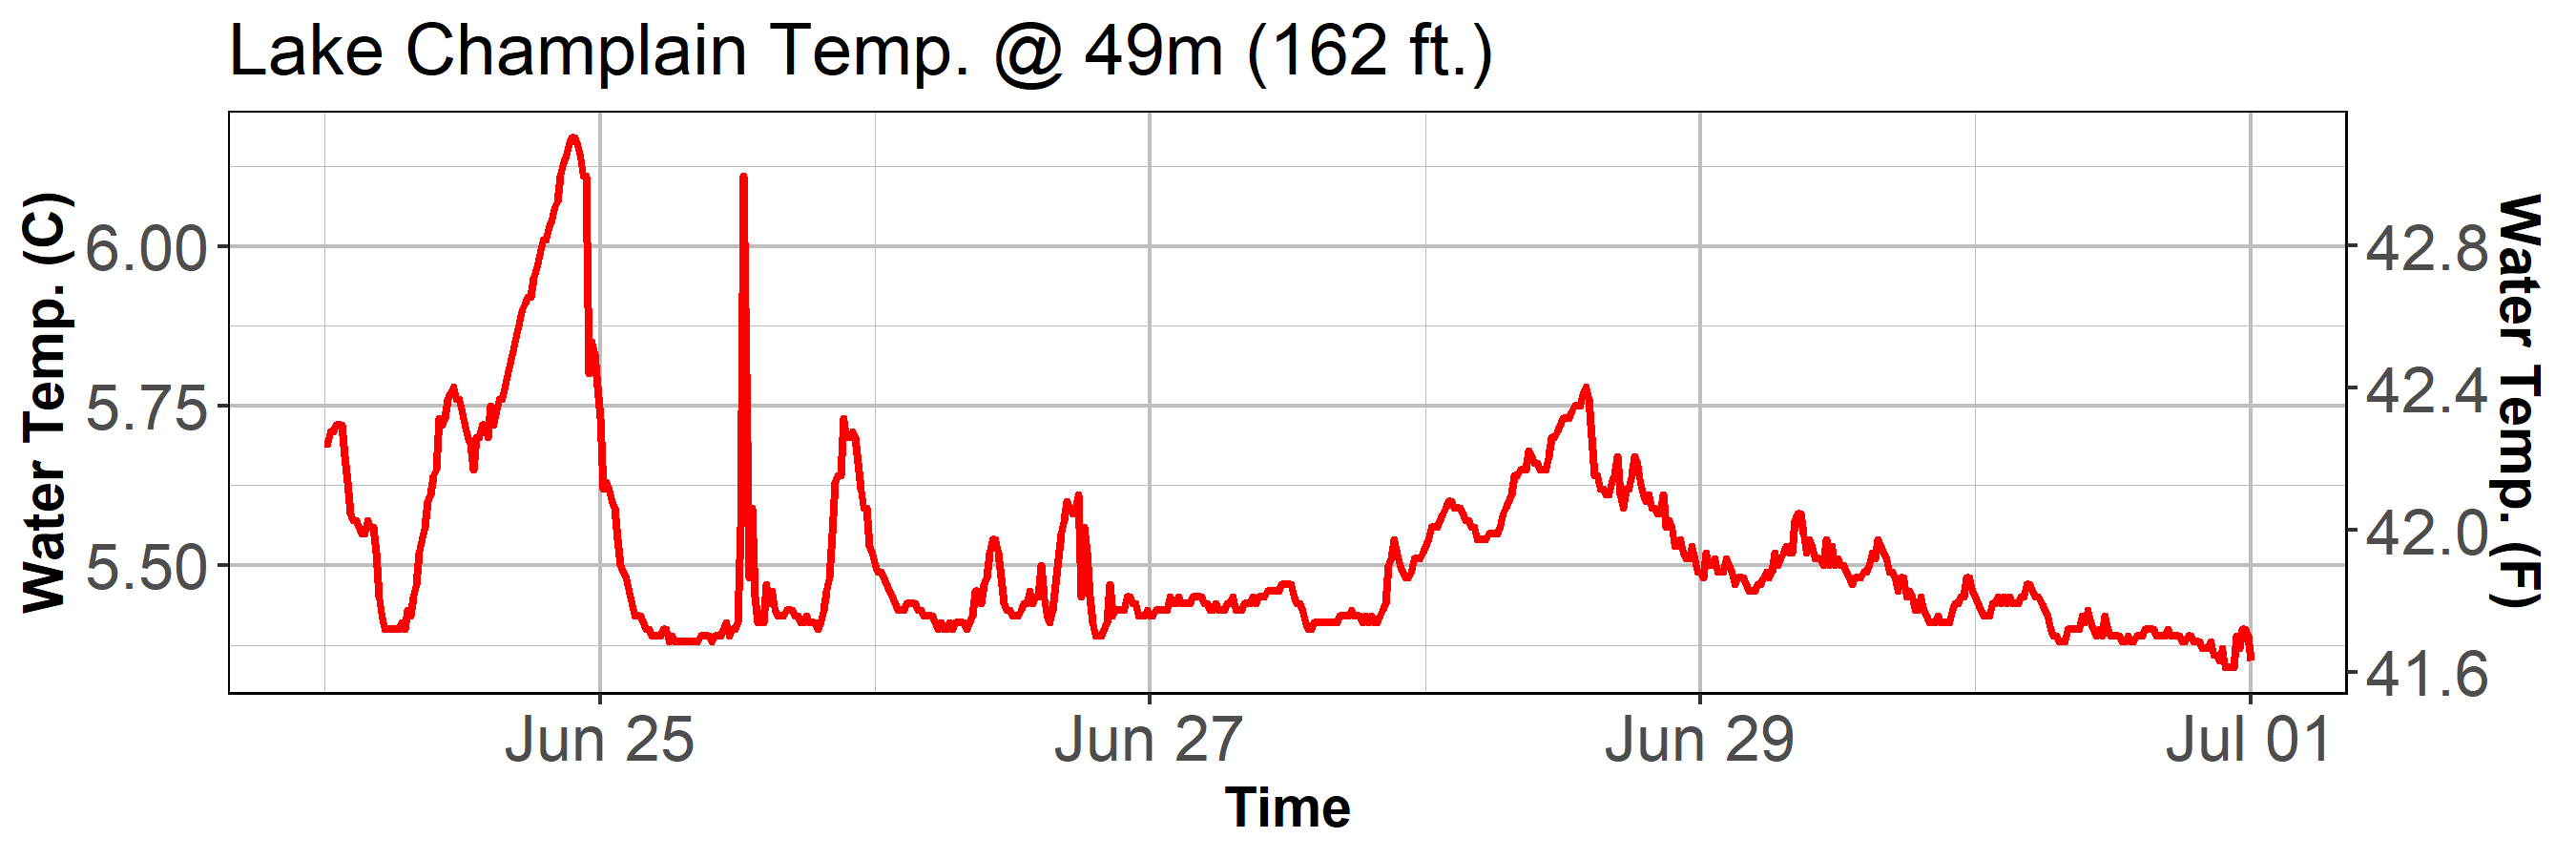 Lake Champlain Temp. @ 49m (162 ft.)
Water Temp. (C)
6.00
5.75
5.50
42.8
42.4
42.0
41.6
Water Temp. (F)
Jun 25
Jun 27
Jun 29
Jul 01
Time